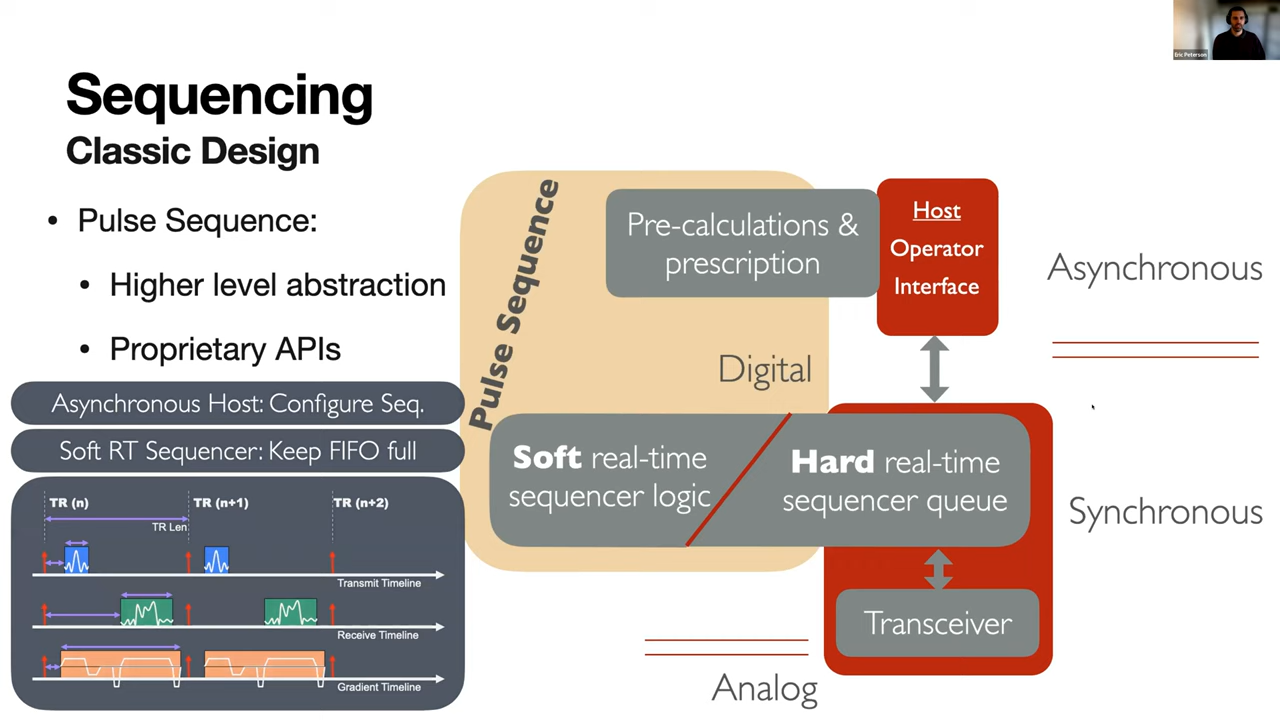 Eric Peterson
Sequencing
Classic Design
• Pulse Sequence:
• Higher level abstraction
• Proprietary APIs
Asynchronous Host: Configure Seq.
Soft RT Sequencer: Keep FIFO full
TR (n)
TR (n+1)
TR (n+2)
TR Len
Transmit Timeline
Receive Timeline
Gradient Timeline
Pulse Sequence
Pre-calculations &
prescription
Host
Operator
Interface
Asynchronous
Digital
Soft real-time
sequencer logic
Hard real-time
sequencer queue
Synchronous
Transceiver
Analog